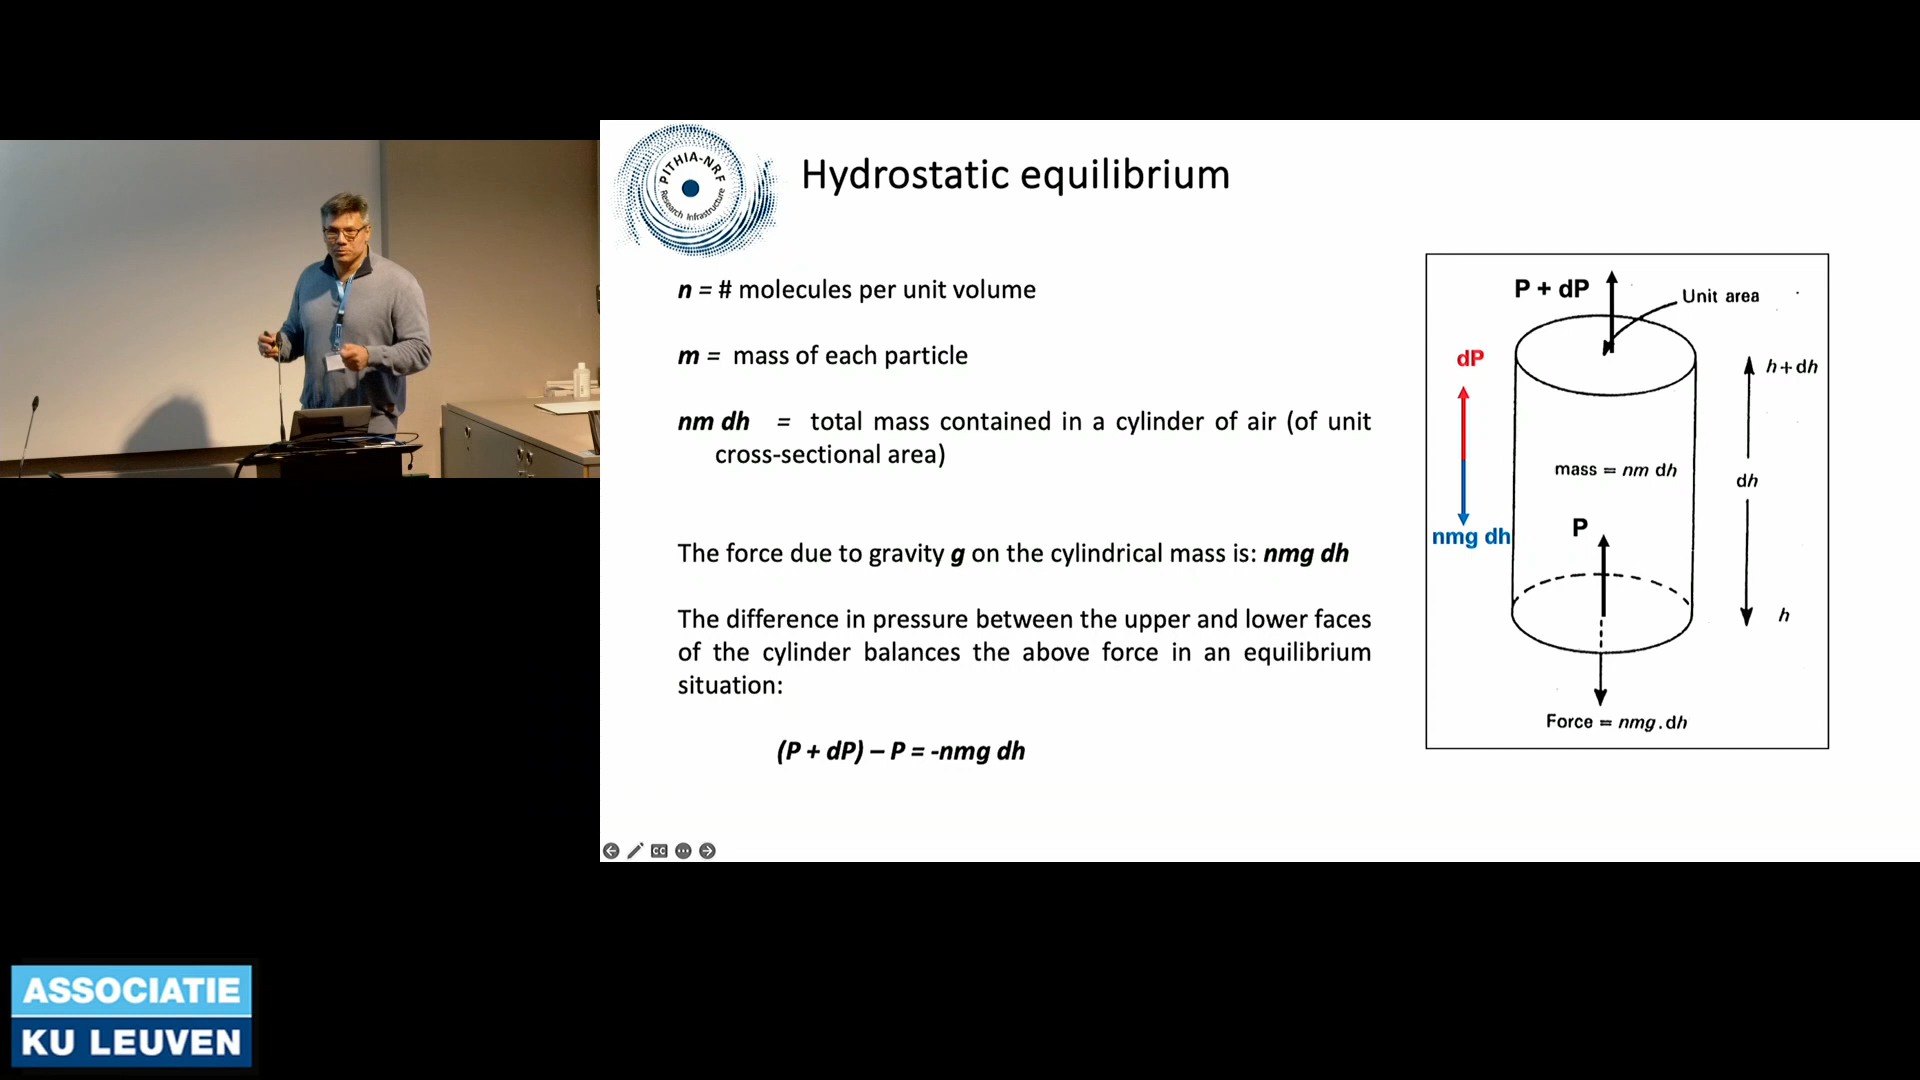 PITHIA-NRF
Research Infrastructure
Hydrostatic equilibrium
n = # molecules per unit volume
m = mass of each particle
nm dh = total mass contained in a cylinder of air (of unit
cross-sectional area)
The force due to gravity g on the cylindrical mass is: nmg dh
The difference in pressure between the upper and lower faces
of the cylinder balances the above force in an equilibrium
situation:
(P + dP) – P = -nmg dh
P + dP
Unit area
dP
h+dh
mass = nm dh
dh
P
nmg dh
h
Force = nmg.dh
CC
ASSOCIATIE
KU LEUVEN